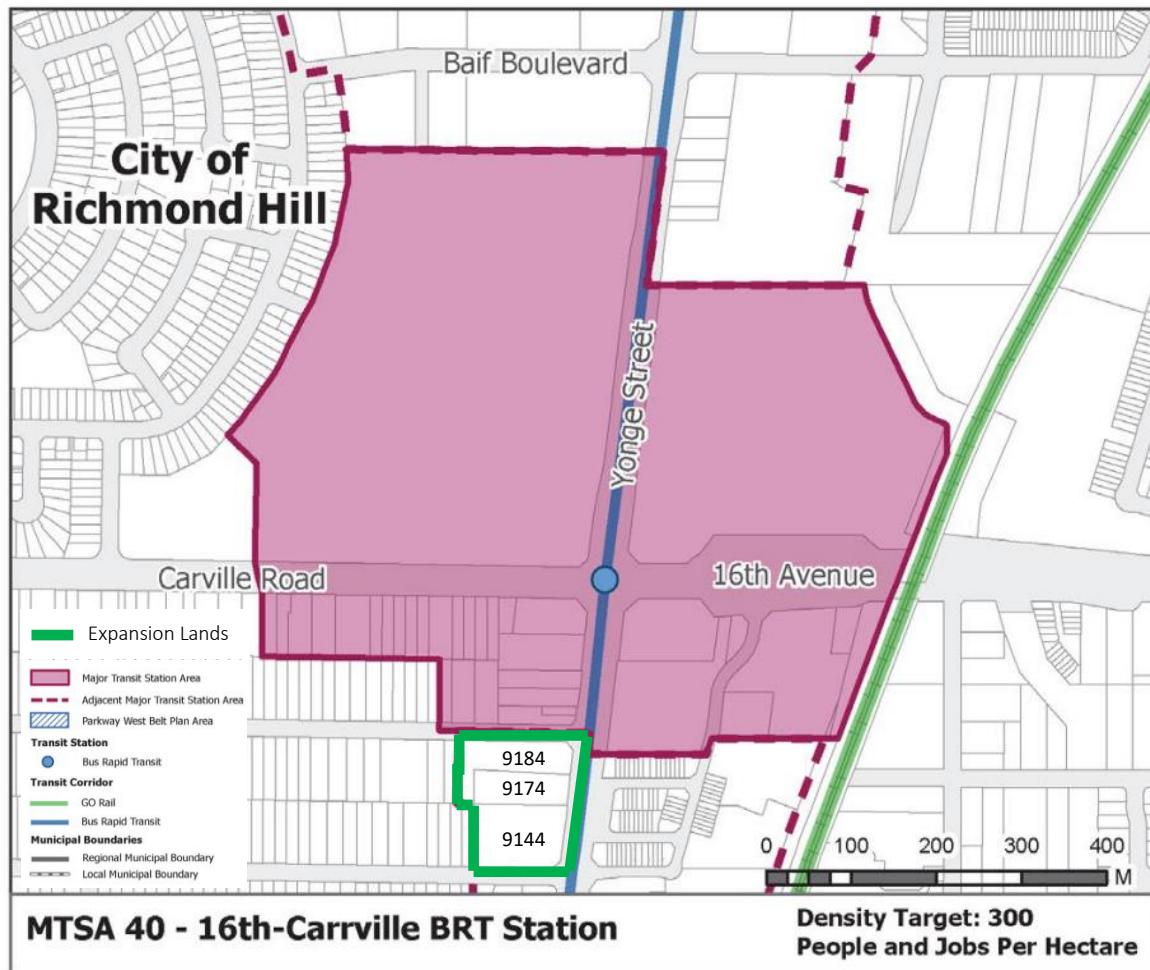 Baif Boulevard
City of
Richmond Hill
Yonge Street
Carville Road
16th Avenue
Expansion Lands
Major Transit Station Area
Adjacent Major Transit Station Area
Parkway West Belt Plan Area
Transit Station
Bus Rapid Transit
Transit Corridor
GO Rail
Bus Rapid Transit
Municipal Boundaries
Regional Municipal Boundary
Local Municipal Boundary
9184
9174
9144
0 100 200 300 400
M
MTSA 40 - 16th-Carrville BRT Station
Density Target: 300
People and Jobs Per Hectare